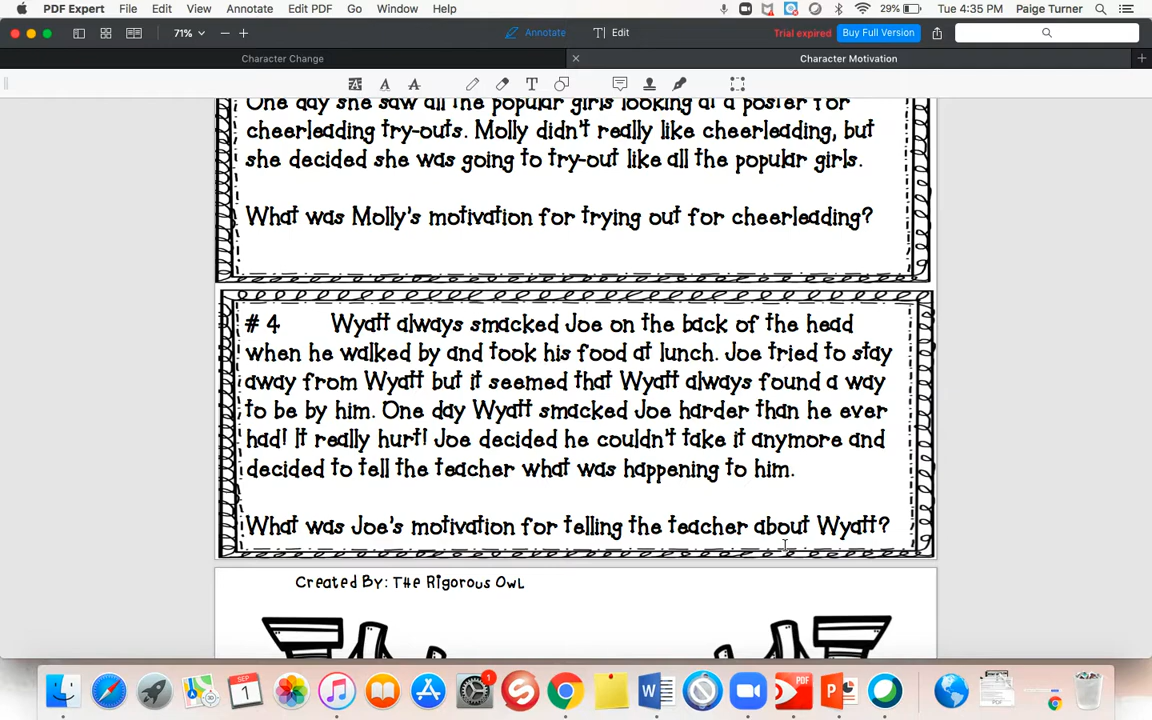 PDF Expert File Edit View Annotate Edit PDF Go Window Help 29% Tue 4:35 PM Paige Turner
71% Annotate Edit Trial expired Buy Full Version
Character Change Character Motivation
One day she saw all the popular girls looking at a poster for
cheerleading try-outs. Molly didn't really like cheerleading, but
she decided she was going to try-out like all the popular girls.
What was Molly's motivation for trying out for cheerleading?
# 4 Wyatt always smacked Joe on the back of the head
when he walked by and took his food at lunch. Joe tried to stay
away from Wyatt but it seemed that Wyatt always found a way
to be by him. One day Wyatt smacked Joe harder than he ever
had! It really hurt! Joe decided he couldn't take it anymore and
decided to tell the teacher what was happening to him.
What was Joe's motivation for telling the teacher about Wyatt?
Created By: The Rigorous Owl
SEP
1
1
PDF